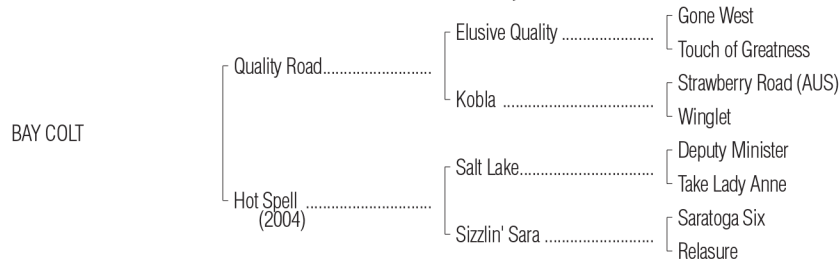 Gone West
Elusive Quality ......................
Touch of Greatness
Quality Road..........................
Strawberry Road (AUS)
Kobla ....................................
Winglet
BAY COLT
Deputy Minister
Salt Lake................................
Take Lady Anne
Hot Spell ..............................
(2004)
Saratoga Six
Sizzlin' Sara ..........................
Relasure